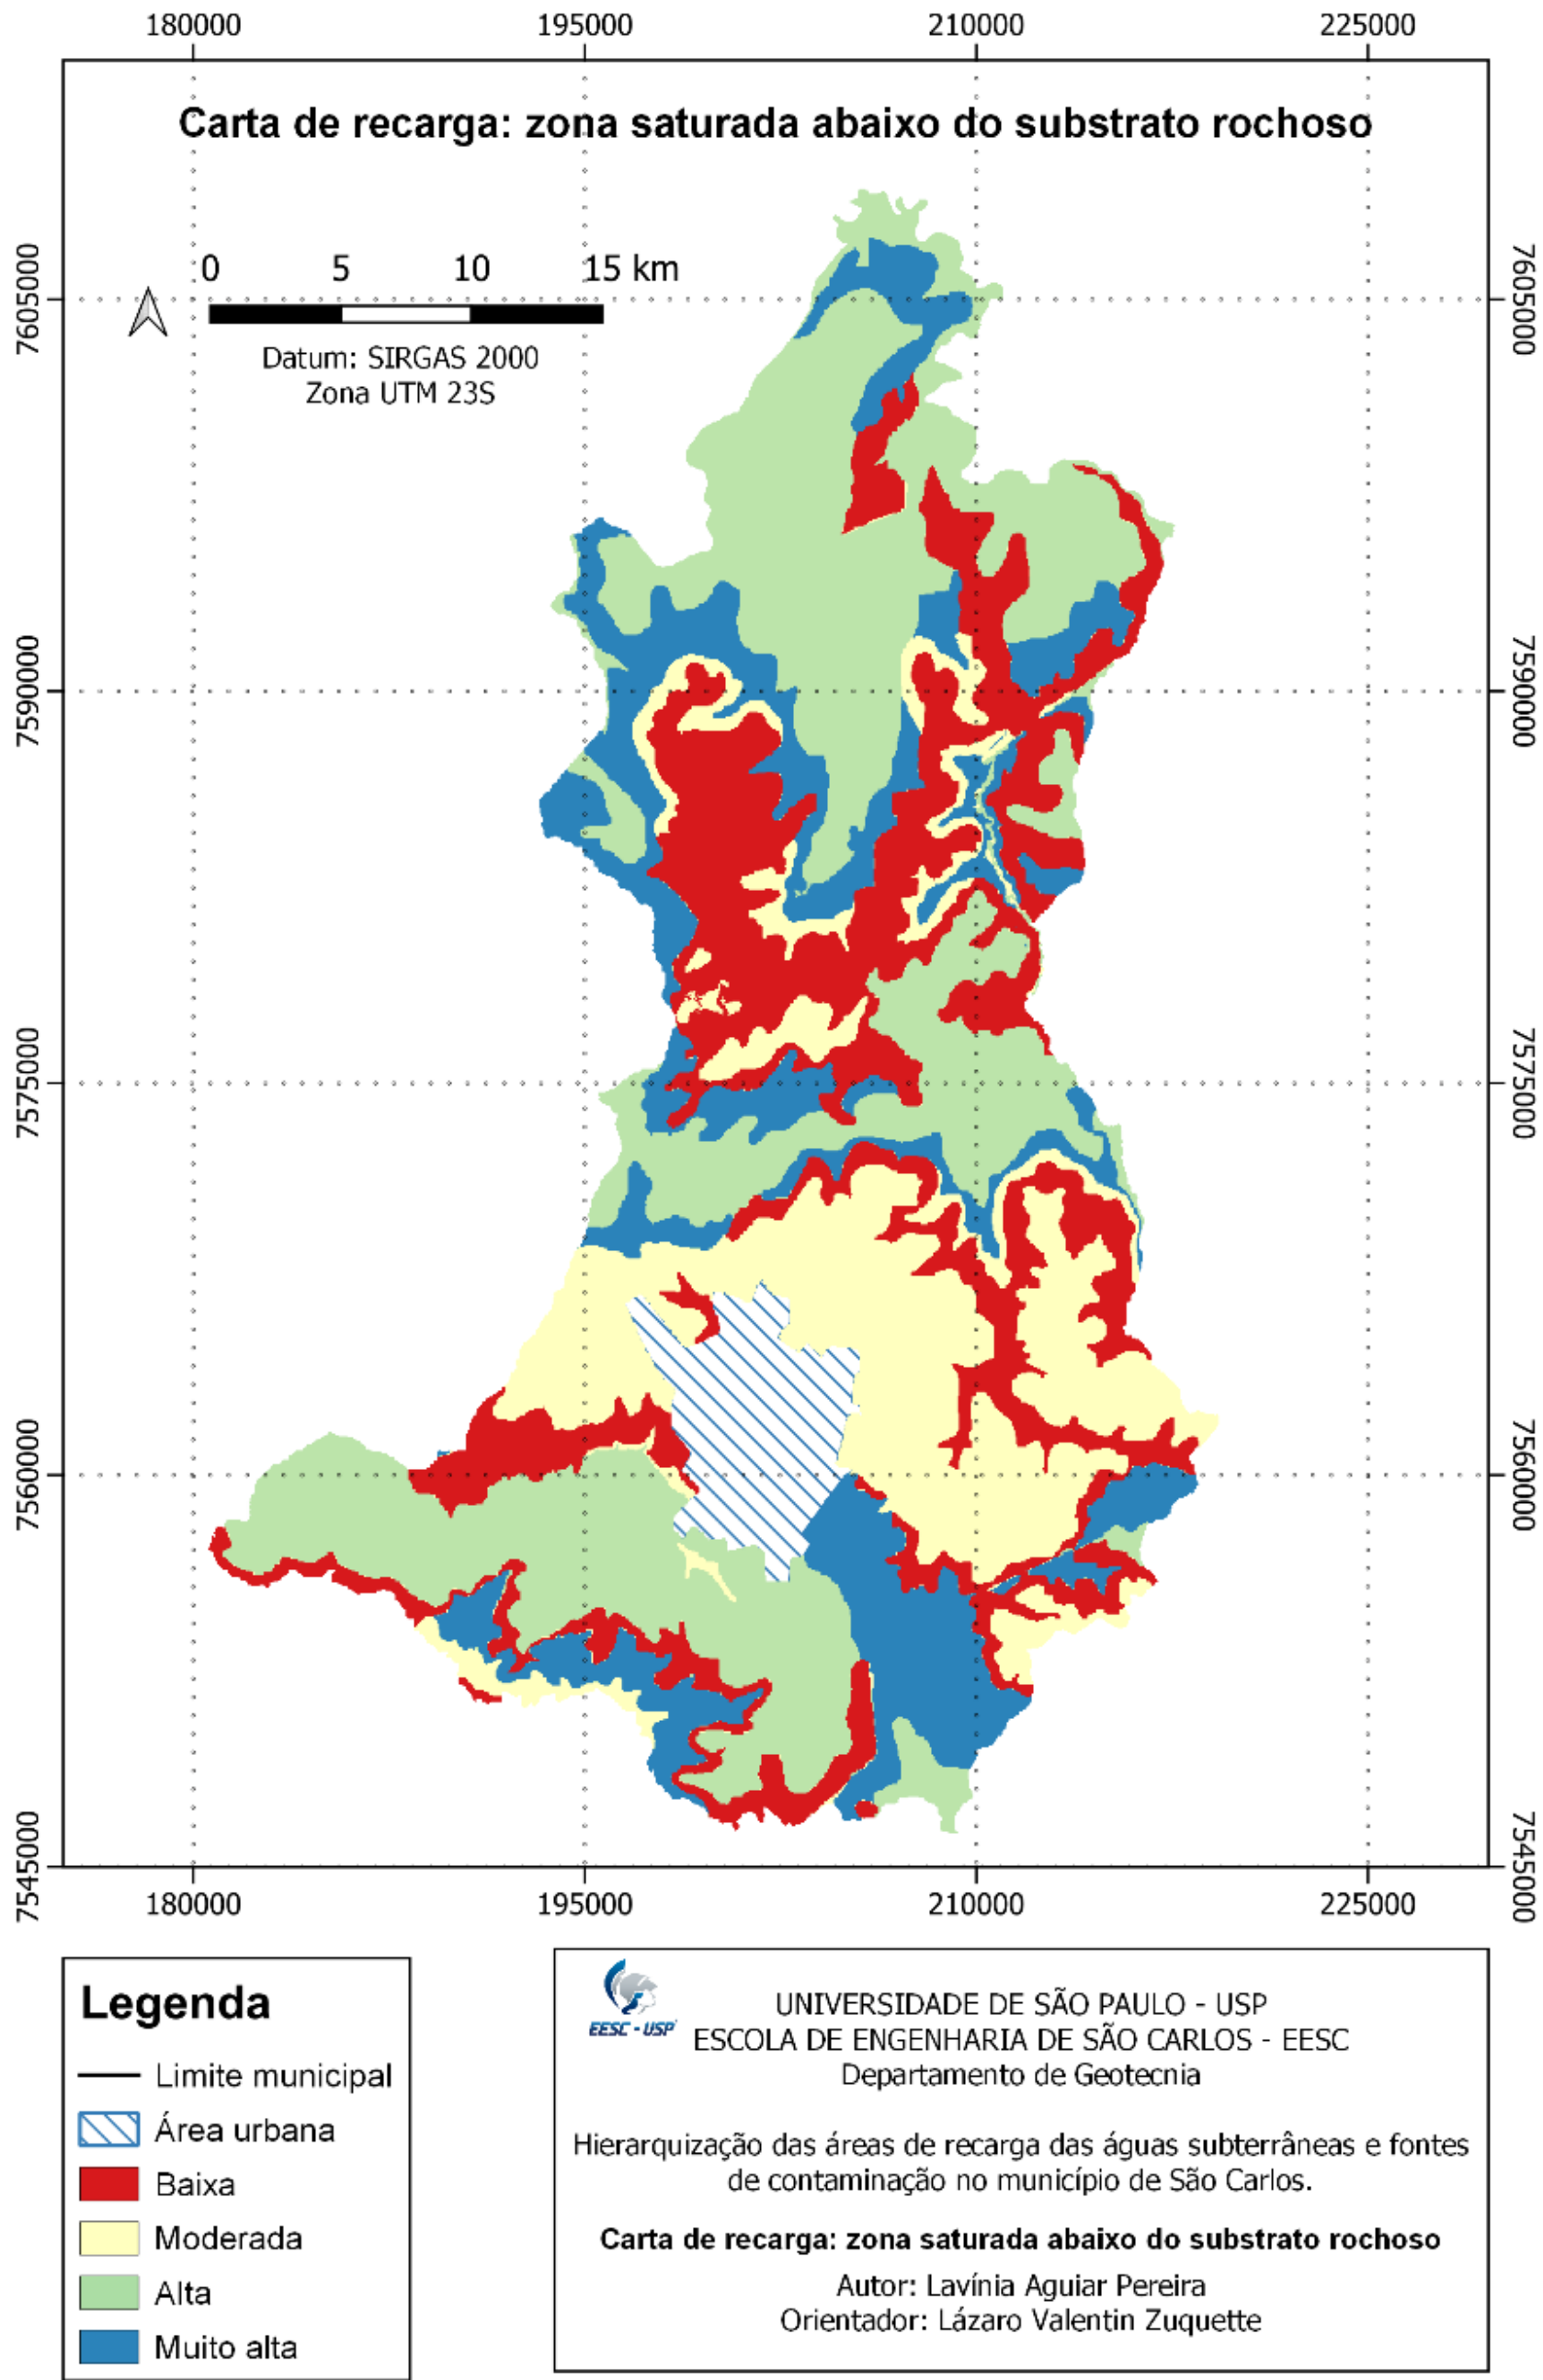 180000 195000 210000 225000
Carta de recarga: zona saturada abaixo do substrato rochoso
0 5 10 15 km
Datum: SIRGAS 2000
Zona UTM 23S
7605000 7605000
7590000 7590000
7575000 7575000
7560000 7560000
7545000 7545000
180000 195000 210000 225000
Legenda
Limite municipal
Área urbana
Baixa
Moderada
Alta
Muito alta
EESC - USP
UNIVERSIDADE DE SÃO PAULO - USP
ESCOLA DE ENGENHARIA DE SÃO CARLOS - EESC
Departamento de Geotecnia
Hierarquização das áreas de recarga das águas subterrâneas e fontes
de contaminação no município de São Carlos.
Carta de recarga: zona saturada abaixo do substrato rochoso
Autor: Lavínia Aguiar Pereira
Orientador: Lázaro Valentin Zuquette